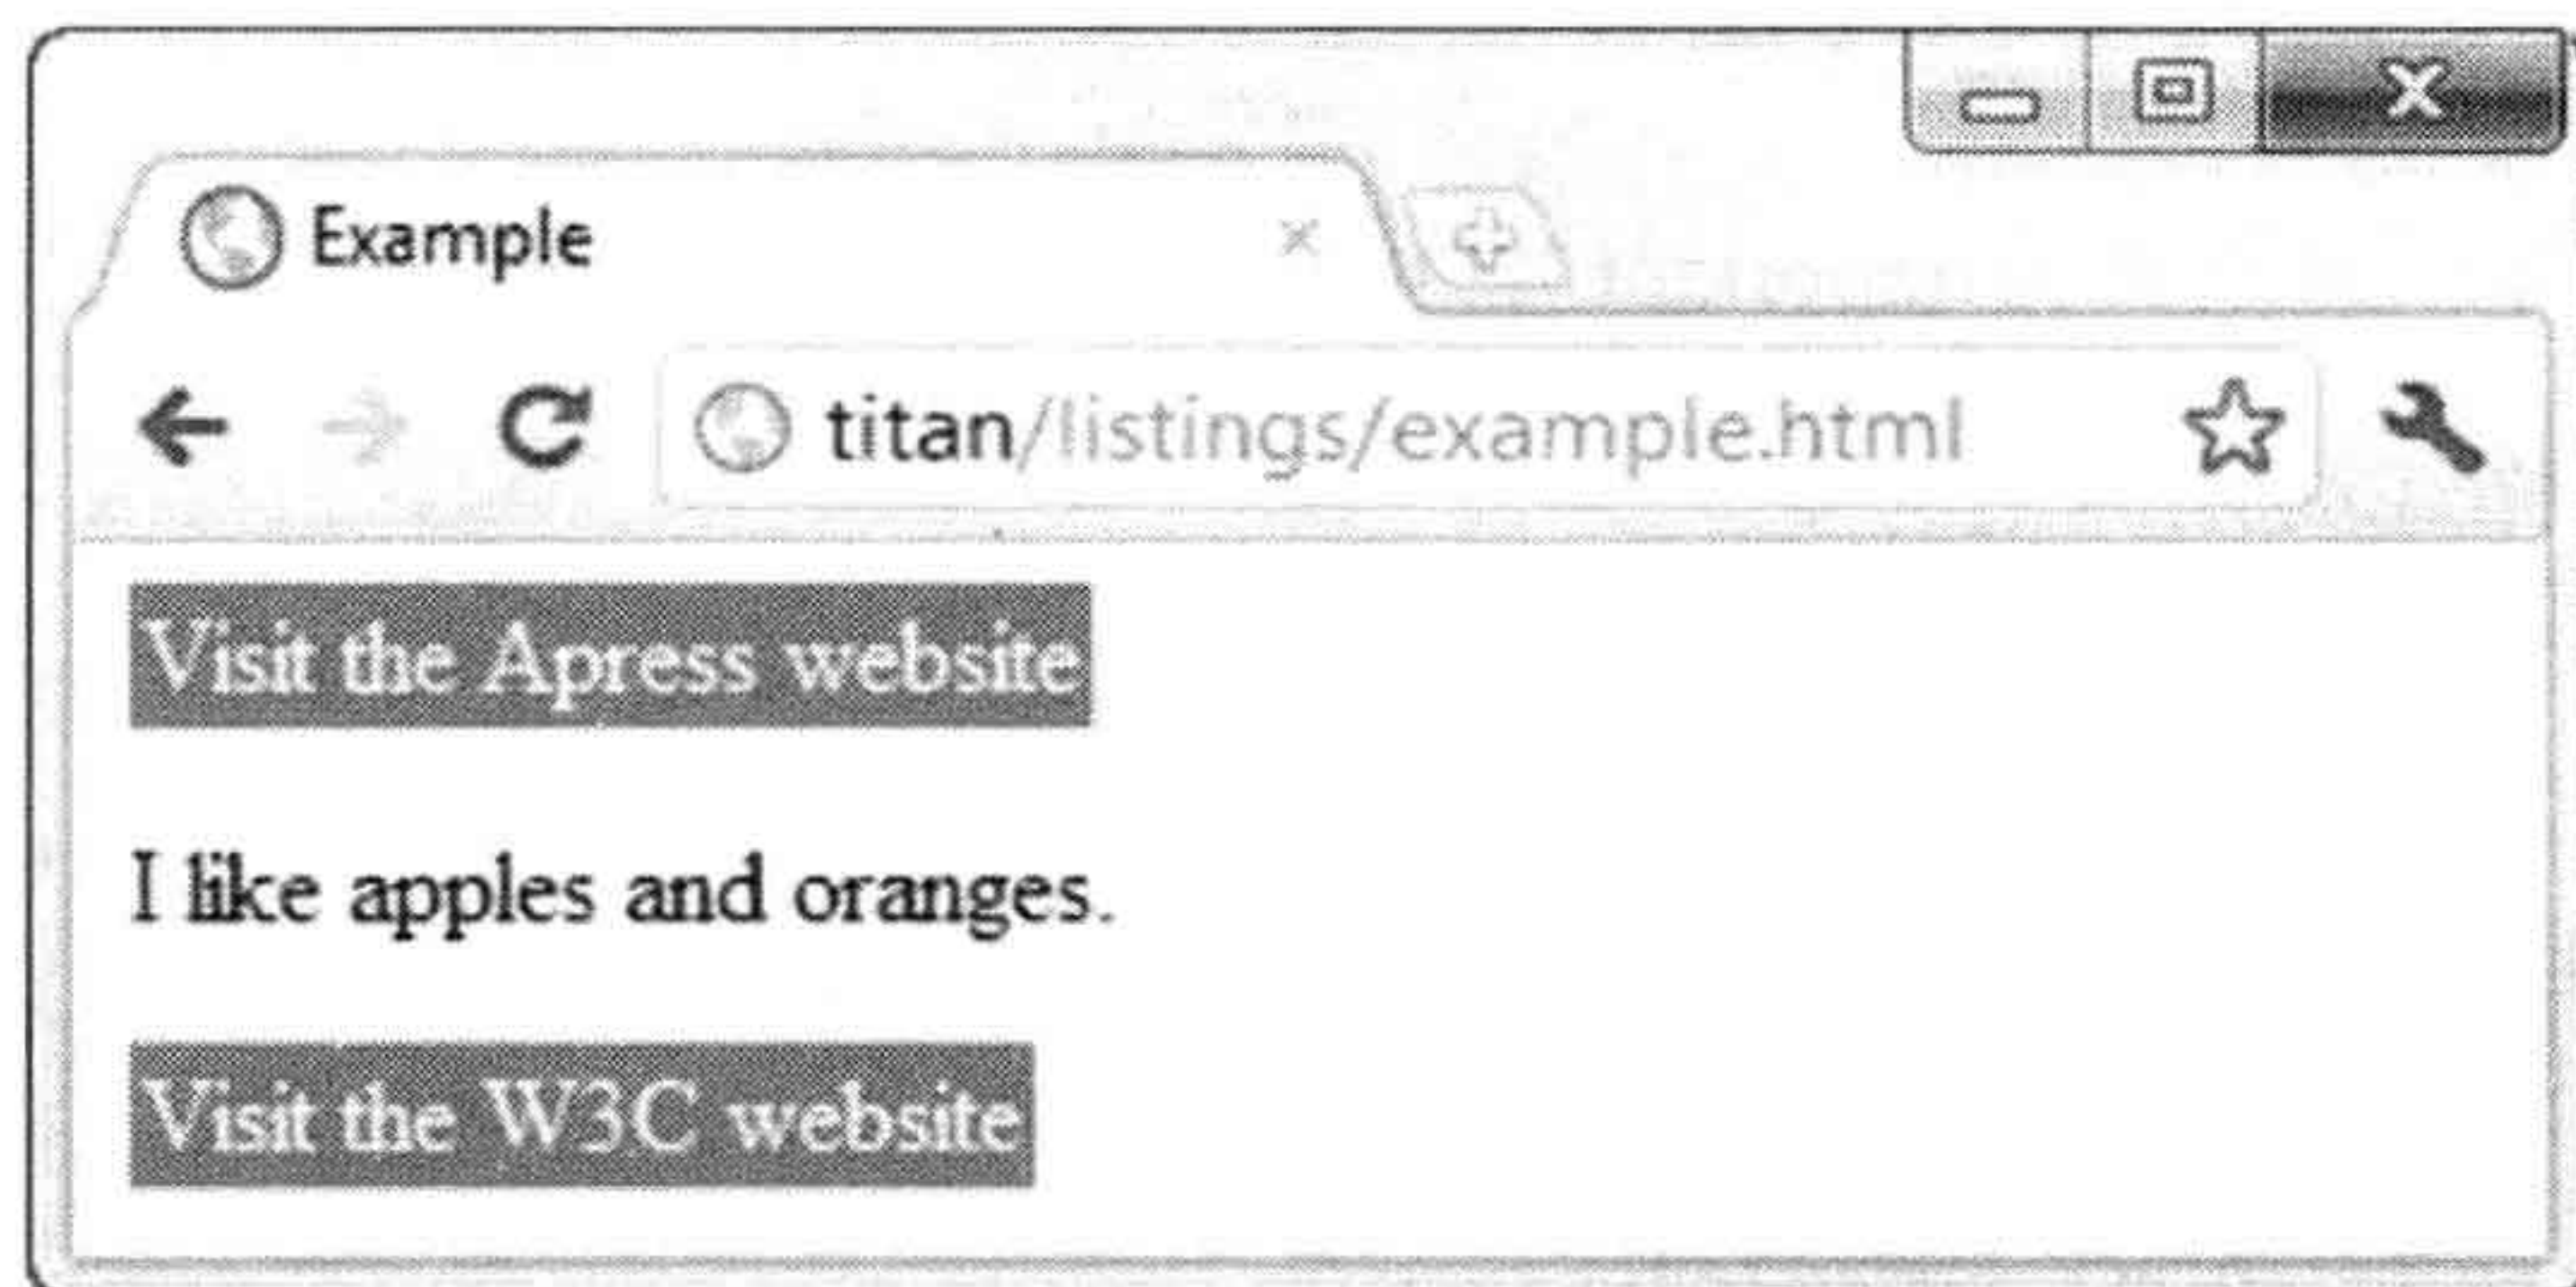 Example
titan/listings/example.html
Visit the Apress website
I like apples and oranges.
Visit the W3C website